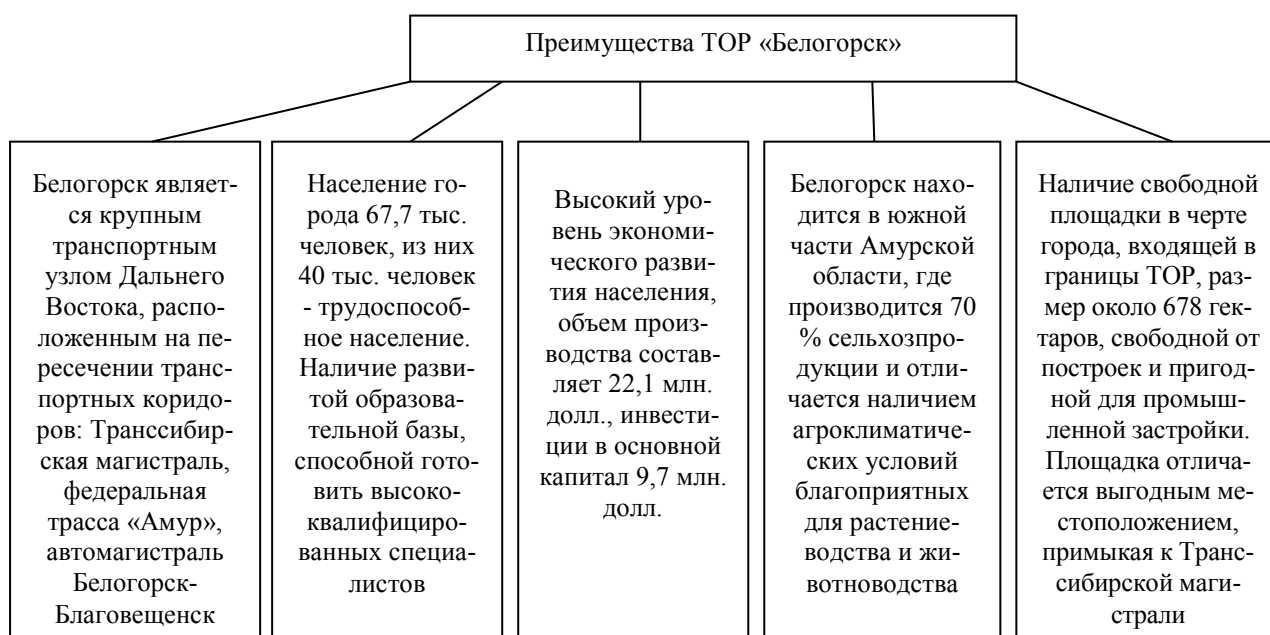 Преимущества ТОР «Белогорск»
Белогорск являет-
ся крупным
транспортным
узлом Дальнего
Востока, распо-
ложенным на пе-
ресечении транс-
портных коридо-
ров: Транссибир-
ская магистраль,
федеральная
трасса «Амур»,
автомагистраль
Белогорск-
Благовещенск
Население го-
рода 67,7 тыс.
человек, из них
40 тыс. человек
- трудоспособ-
ное население.
Наличие разви-
той образова-
тельной базы,
способной гото-
вить высоко-
квалифициро-
ванных специа-
листов
Высокий уро-
вень экономи-
ческого разви-
тия населения,
объем произ-
водства состав-
ляет 22,1 млн.
долл., инвести-
ции в основной
капитал 9,7 млн.
долл.
Белогорск нахо-
дится в южной
части Амурской
области, где
производится 70
% сельхозпро-
дукции и отли-
чается наличием
агроклиматиче-
ских условий
благоприятных
для растение-
водства и жи-
вотноводства
Наличие свободной
площадки в черте
города, входящей в
границы ТОР, раз-
мер около 678 гек-
таров, свободной от
построек и пригод-
ной для промыш-
ленной застройки.
Площадка отлича-
ется выгодным ме-
стоположением,
примыкая к Транс-
сибирской маги-
страли